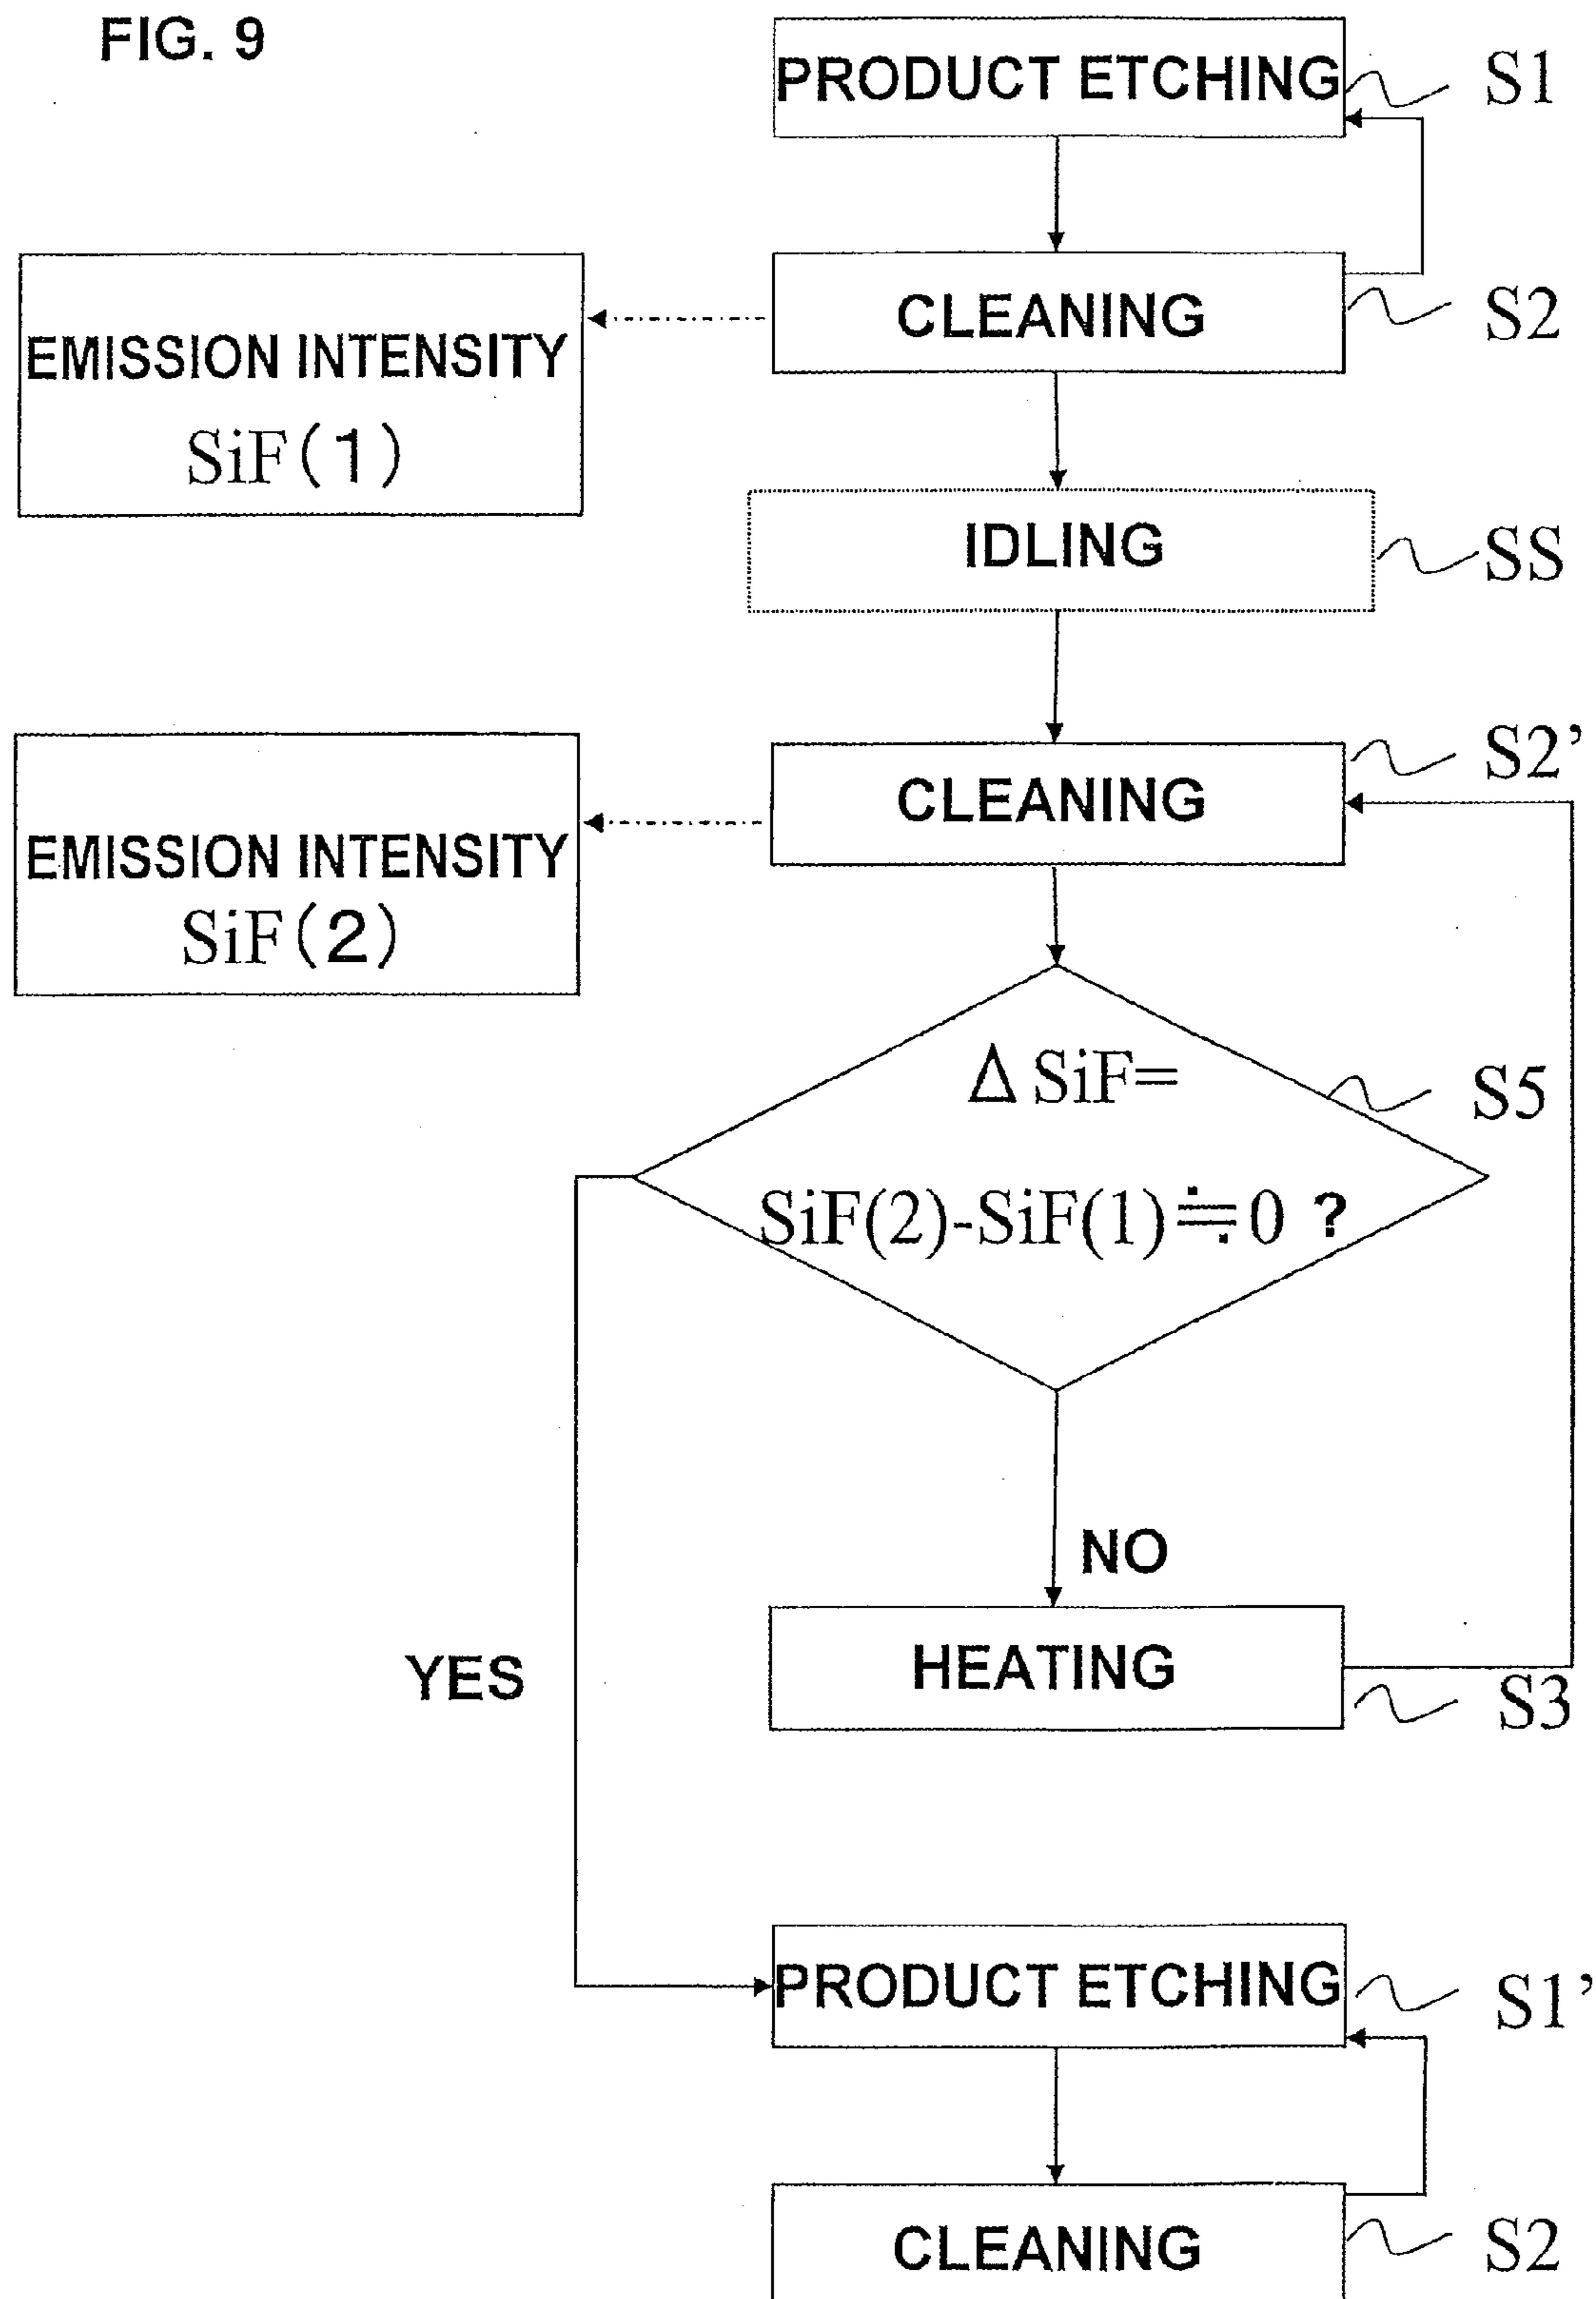 FIG. 9
PRODUCT ETCHING
S1
CLEANING
S2
EMISSION INTENSITY
SiF(1)
IDLING
SS
CLEANING
S2’
EMISSION INTENSITY
SiF(2)
Δ SiF=
SiF(2)-SiF(1)≒0 ?
S5
NO
HEATING
S3
YES
PRODUCT ETCHING
S1’
CLEANING
S2